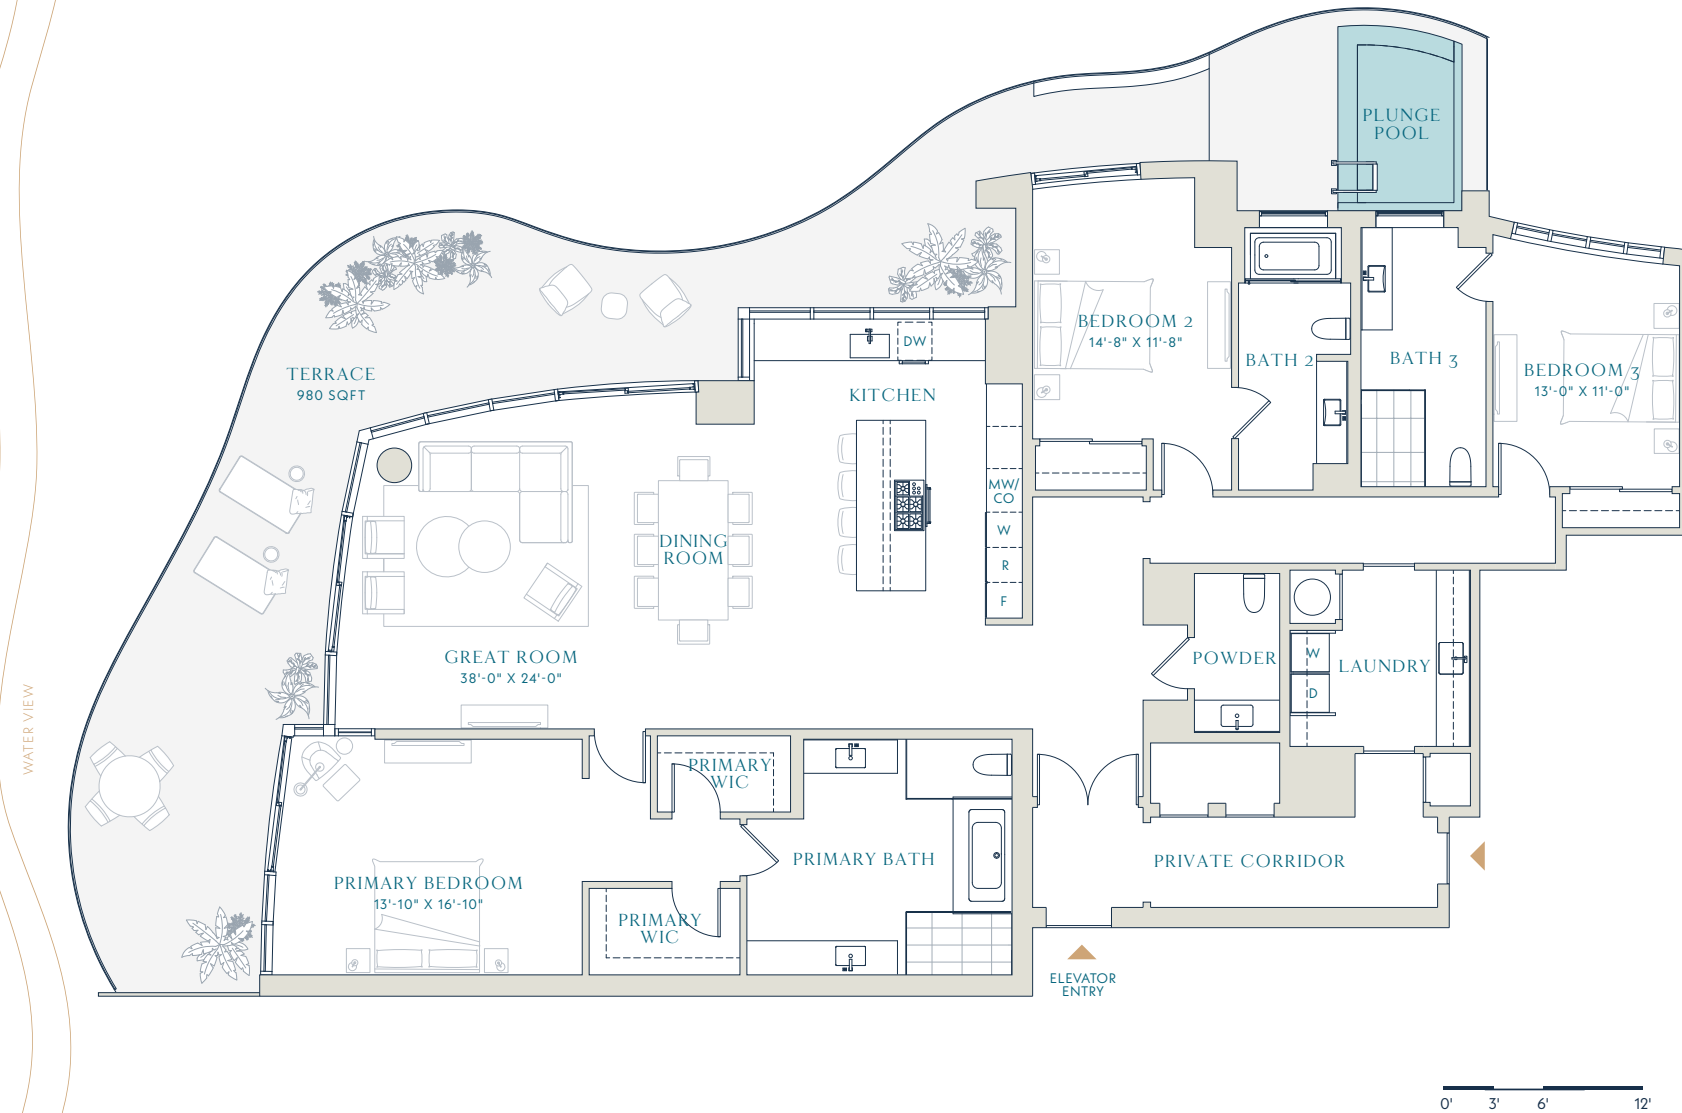 PLUNGE
POOL
BEDROOM 2
14'-8" X 11'-8"
BATH 2
BATH 3
BEDROOM 3
13'-0" X 11'-0"
TERRACE
980 SQFT
DW
KITCHEN
MW/
CO
W
R
F
DINING
ROOM
GREAT ROOM
38'-0" X 24'-0"
POWDER
W
D
LAUNDRY
WATER VIEW
PRIMARY
WIC
PRIMARY BATH
PRIVATE CORRIDOR
PRIMARY BEDROOM
13'-10" X 16'-10"
PRIMARY
WIC
ELEVATOR
ENTRY
0' 3' 6' 12'